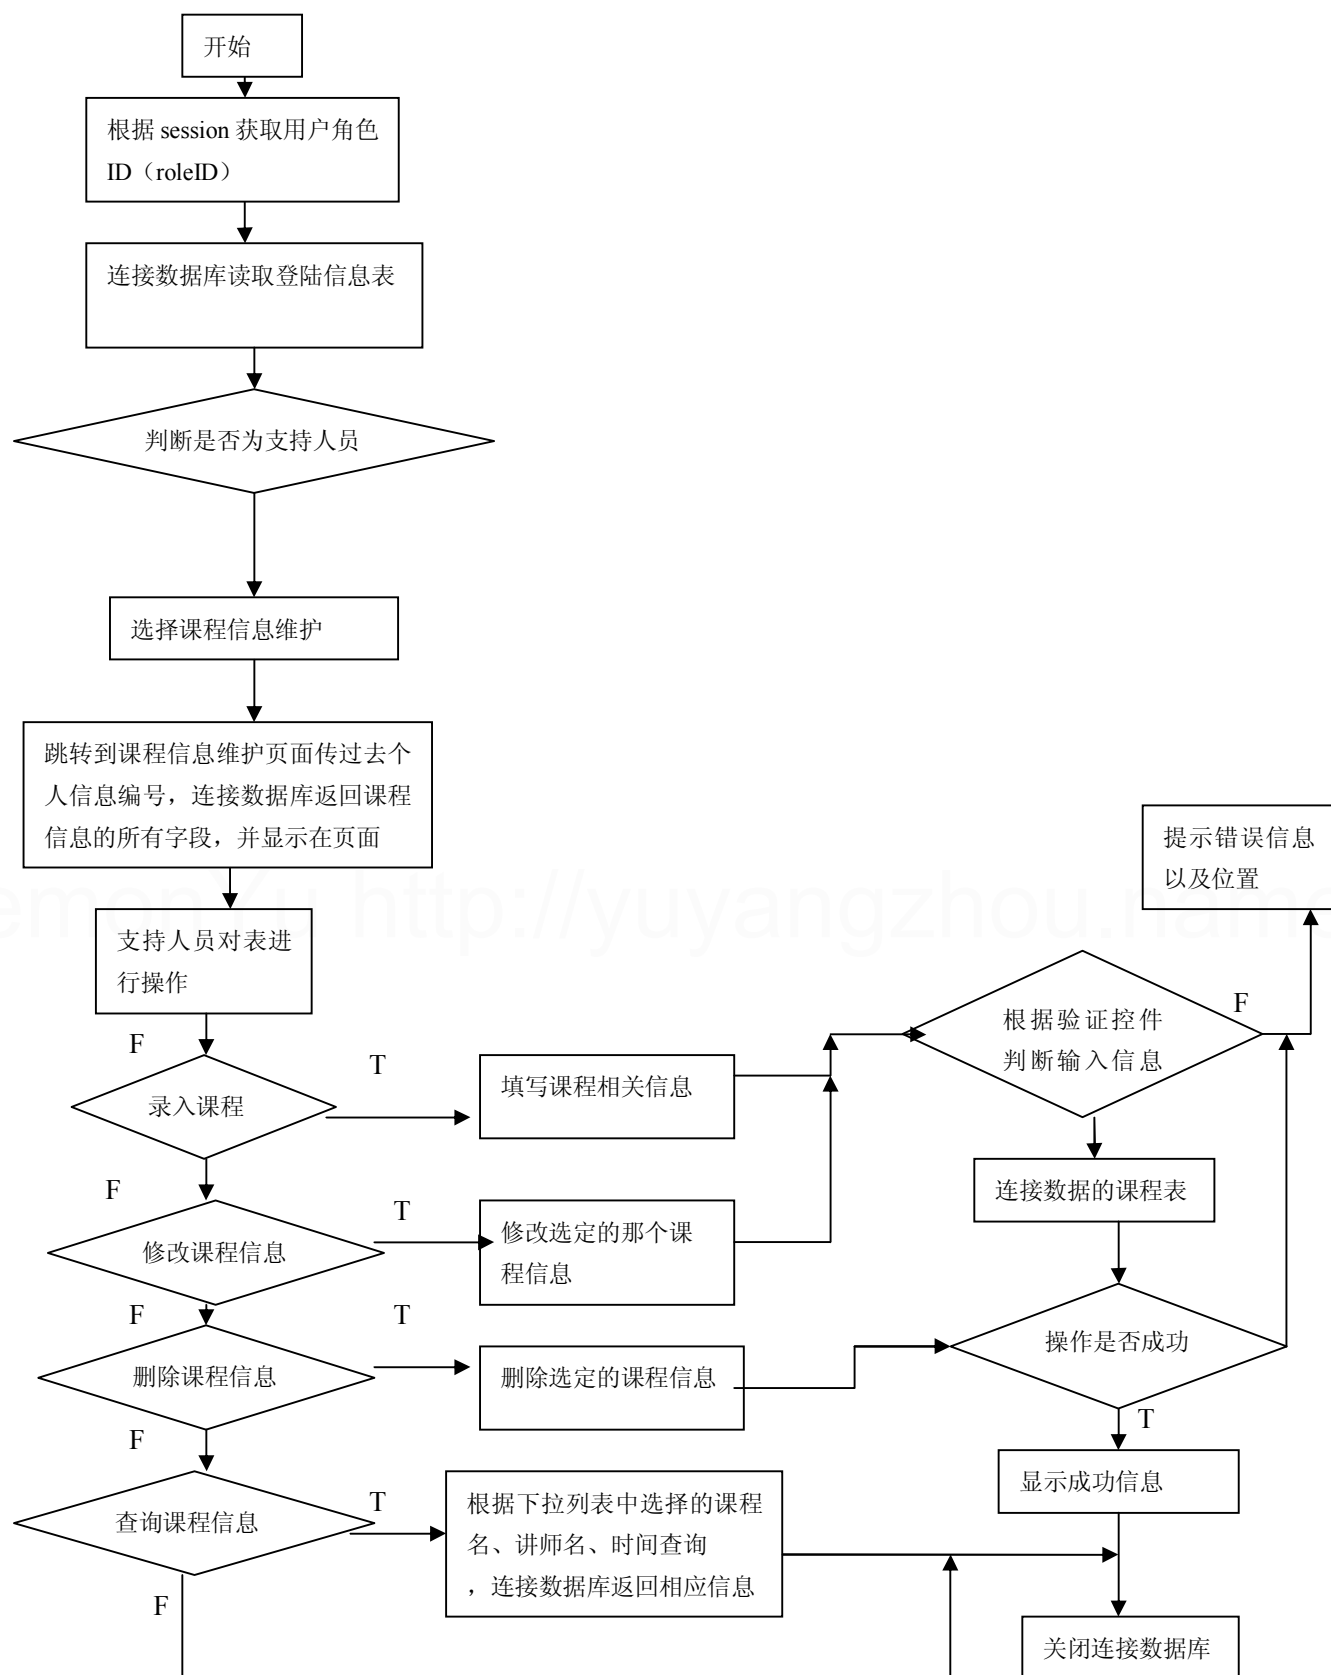 开始
根据 session 获取用户角色
ID（roleID）
连接数据库读取登陆信息表
判断是否为支持人员
选择课程信息维护
跳转到课程信息维护页面传过去个
人信息编号，连接数据库返回课程
信息的所有字段，并显示在页面
提示错误信息
以及位置
emonYu http://yuyangzhou.name
支持人员对表进
行操作
根据验证控件
判断输入信息
F
F
T
录入课程
填写课程相关信息
连接数据的课程表
F
T
修改课程信息
修改选定的那个课
程信息
F
T
操作是否成功
删除课程信息
删除选定的课程信息
T
F
显示成功信息
T
查询课程信息
根据下拉列表中选择的课程
名、讲师名、时间查询
，连接数据库返回相应信息
F
关闭连接数据库